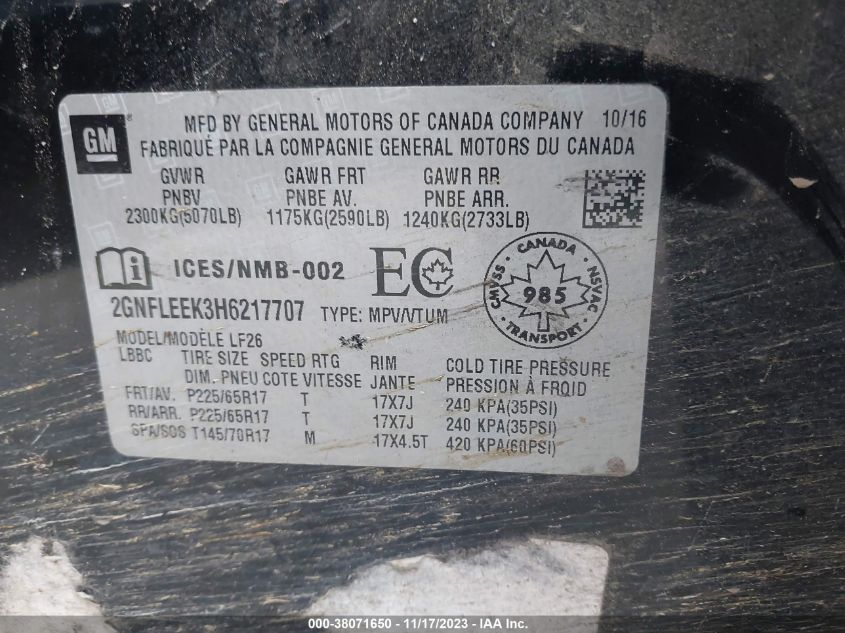 GM
MFD BY GENERAL MOTORS OF CANADA COMPANY 10/16
FABRIQUÉ PAR LA COMPAGNIE GENERAL MOTORS DU CANADA
GVWR GAWR FRT GAWR RR
PNBV PNBE AV. PNBE ARR.
2300KG(5070LB) 1175KG(2590LB) 1240KG(2733LB)
ICES/NMB-002 EC
CANADA
CMVSS 985 NSVAC
TRANSPORT
2GNFLEEK3H6217707 TYPE: MPV/VTUM
MODEL/MODÈLE LF26
LBBC TIRE SIZE SPEED RTG RIM COLD TIRE PRESSURE
DIM. PNEU COTE VITESSE JANTE PRESSION À FROID
FRT/AV. P225/65R17 T 17X7J 240 KPA(35PSI)
RR/ARR. P225/65R17 T 17X7J 240 KPA(35PSI)
SPA/SOS T145/70R17 M 17X4.5T 420 KPA(60PSI)
000-38071650 - 11/17/2023 - IAA Inc.